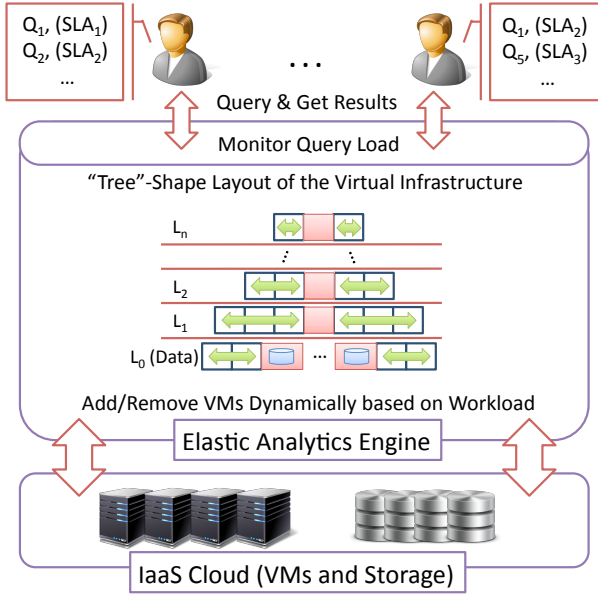 Q1, (SLA1)
Q2, (SLA2)
...
...
Q1, (SLA2)
Q5, (SLA3)
...
Query & Get Results
Monitor Query Load
“Tree”-Shape Layout of the Virtual Infrastructure
Ln
L2
L1
L0 (Data)
...
Add/Remove VMs Dynamically based on Workload
Elastic Analytics Engine
IaaS Cloud (VMs and Storage)